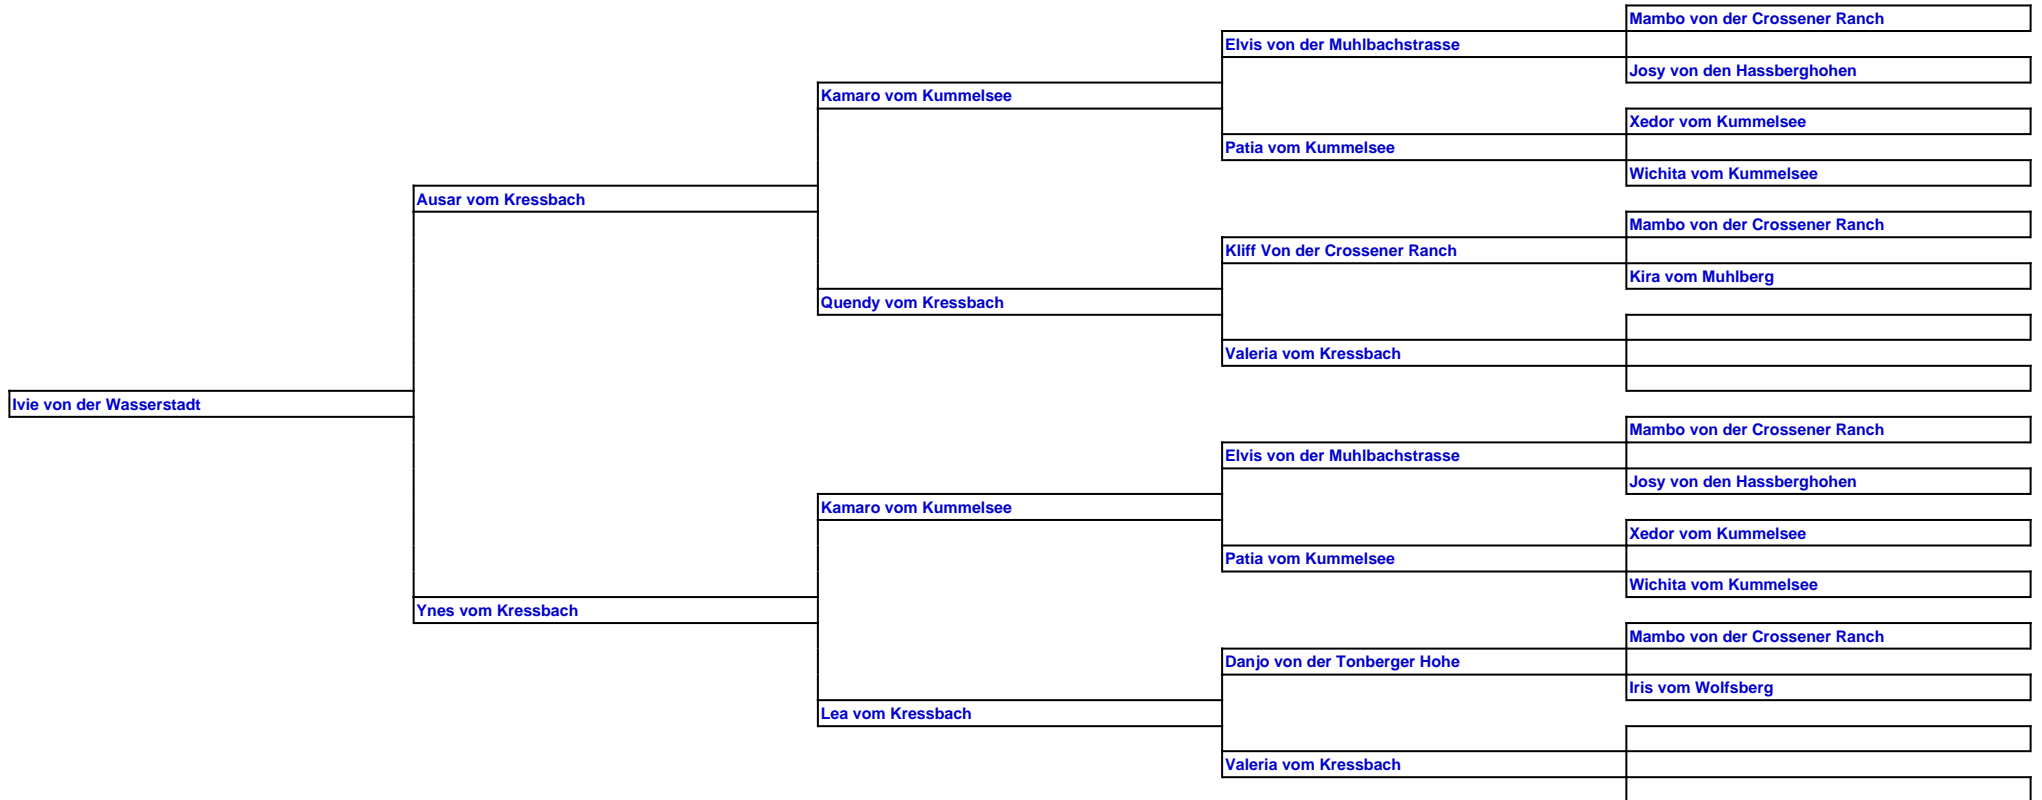 Mambo von der Crossener Ranch
Elvis von der Muhlbachstrasse
Josy von den Hassberghohen
Kamaro vom Kummelsee
Xedor vom Kummelsee
Patia vom Kummelsee
Wichita vom Kummelsee
Ausar vom Kressbach
Mambo von der Crossener Ranch
Kliff Von der Crossener Ranch
Kira vom Muhlberg
Quendy vom Kressbach
Valeria vom Kressbach
Ivie von der Wasserstadt
Mambo von der Crossener Ranch
Elvis von der Muhlbachstrasse
Josy von den Hassberghohen
Kamaro vom Kummelsee
Xedor vom Kummelsee
Patia vom Kummelsee
Wichita vom Kummelsee
Ynes vom Kressbach
Mambo von der Crossener Ranch
Danjo von der Tonberger Hohe
Iris vom Wolfsberg
Lea vom Kressbach
Valeria vom Kressbach